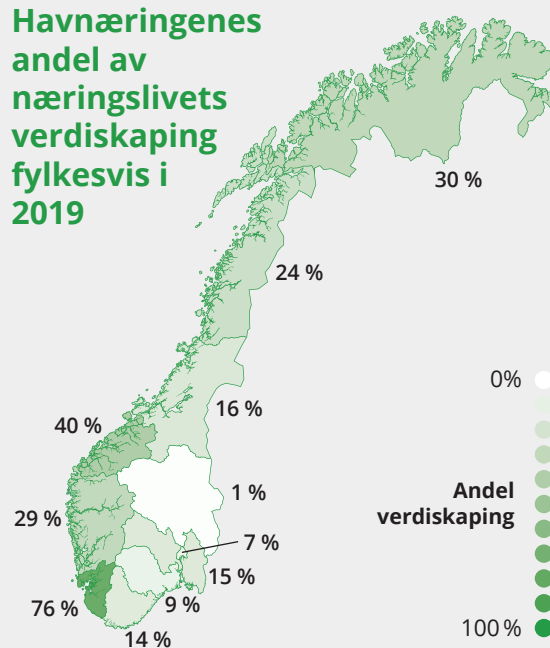 Havnæringenes
andel av
næringslivets
verdiskaping
fylkesvis i
2019
30 %
24 %
0%
16 %
40 %
1 %
Andel
verdiskaping
29 %
7 %
15 %
9 %
76 %
100 %
14 %